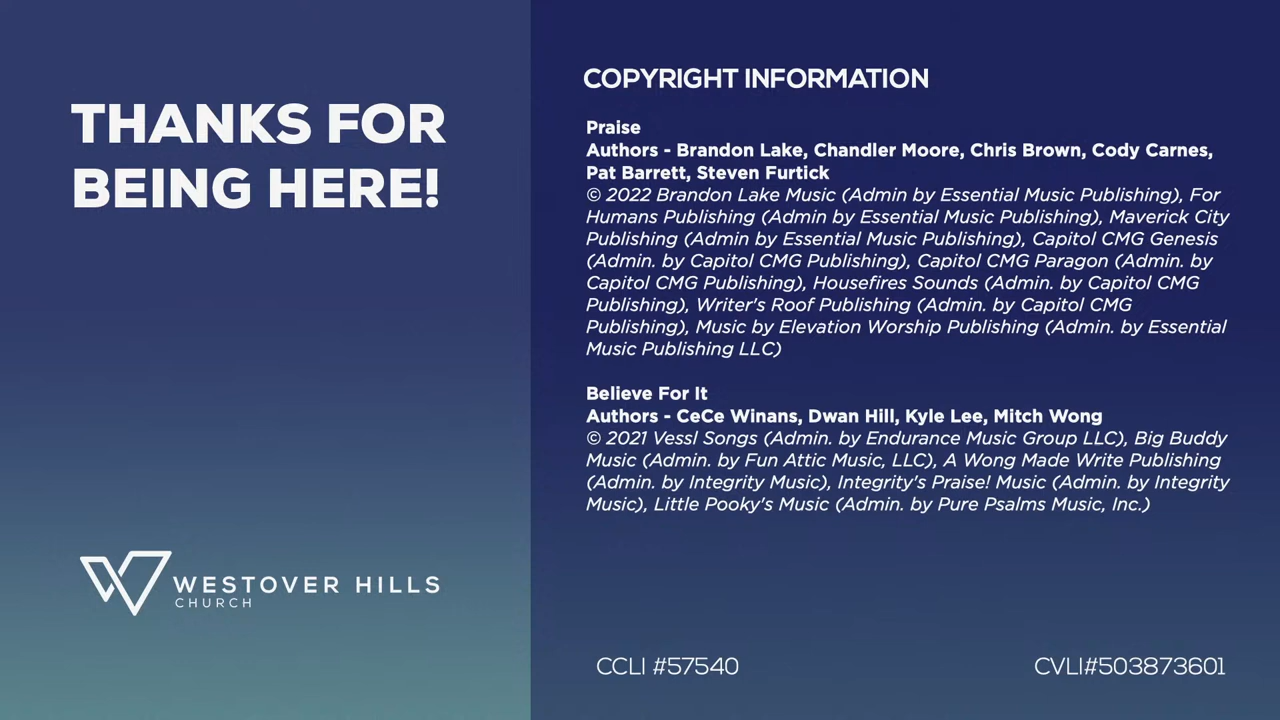 THANKS FOR
BEING HERE!
WESTOVER HILLS
CHURCH
COPYRIGHT INFORMATION
Praise
Authors - Brandon Lake, Chandler Moore, Chris Brown, Cody Carnes,
Pat Barrett, Steven Furtick
© 2022 Brandon Lake Music (Admin by Essential Music Publishing), For
Humans Publishing (Admin by Essential Music Publishing), Maverick City
Publishing (Admin by Essential Music Publishing), Capitol CMG Genesis
(Admin. by Capitol CMG Publishing), Capitol CMG Paragon (Admin. by
Capitol CMG Publishing), Housefires Sounds (Admin. by Capitol CMG
Publishing), Writer's Roof Publishing (Admin. by Capitol CMG
Publishing), Music by Elevation Worship Publishing (Admin. by Essential
Music Publishing LLC)
Believe For It
Authors - CeCe Winans, Dwan Hill, Kyle Lee, Mitch Wong
© 2021 Vessl Songs (Admin. by Endurance Music Group LLC), Big Buddy
Music (Admin. by Fun Attic Music, LLC), A Wong Made Write Publishing
(Admin. by Integrity Music), Integrity's Praise! Music (Admin. by Integrity
Music), Little Pooky's Music (Admin. by Pure Psalms Music, Inc.)
CCLI #57540
CVLI#503873601